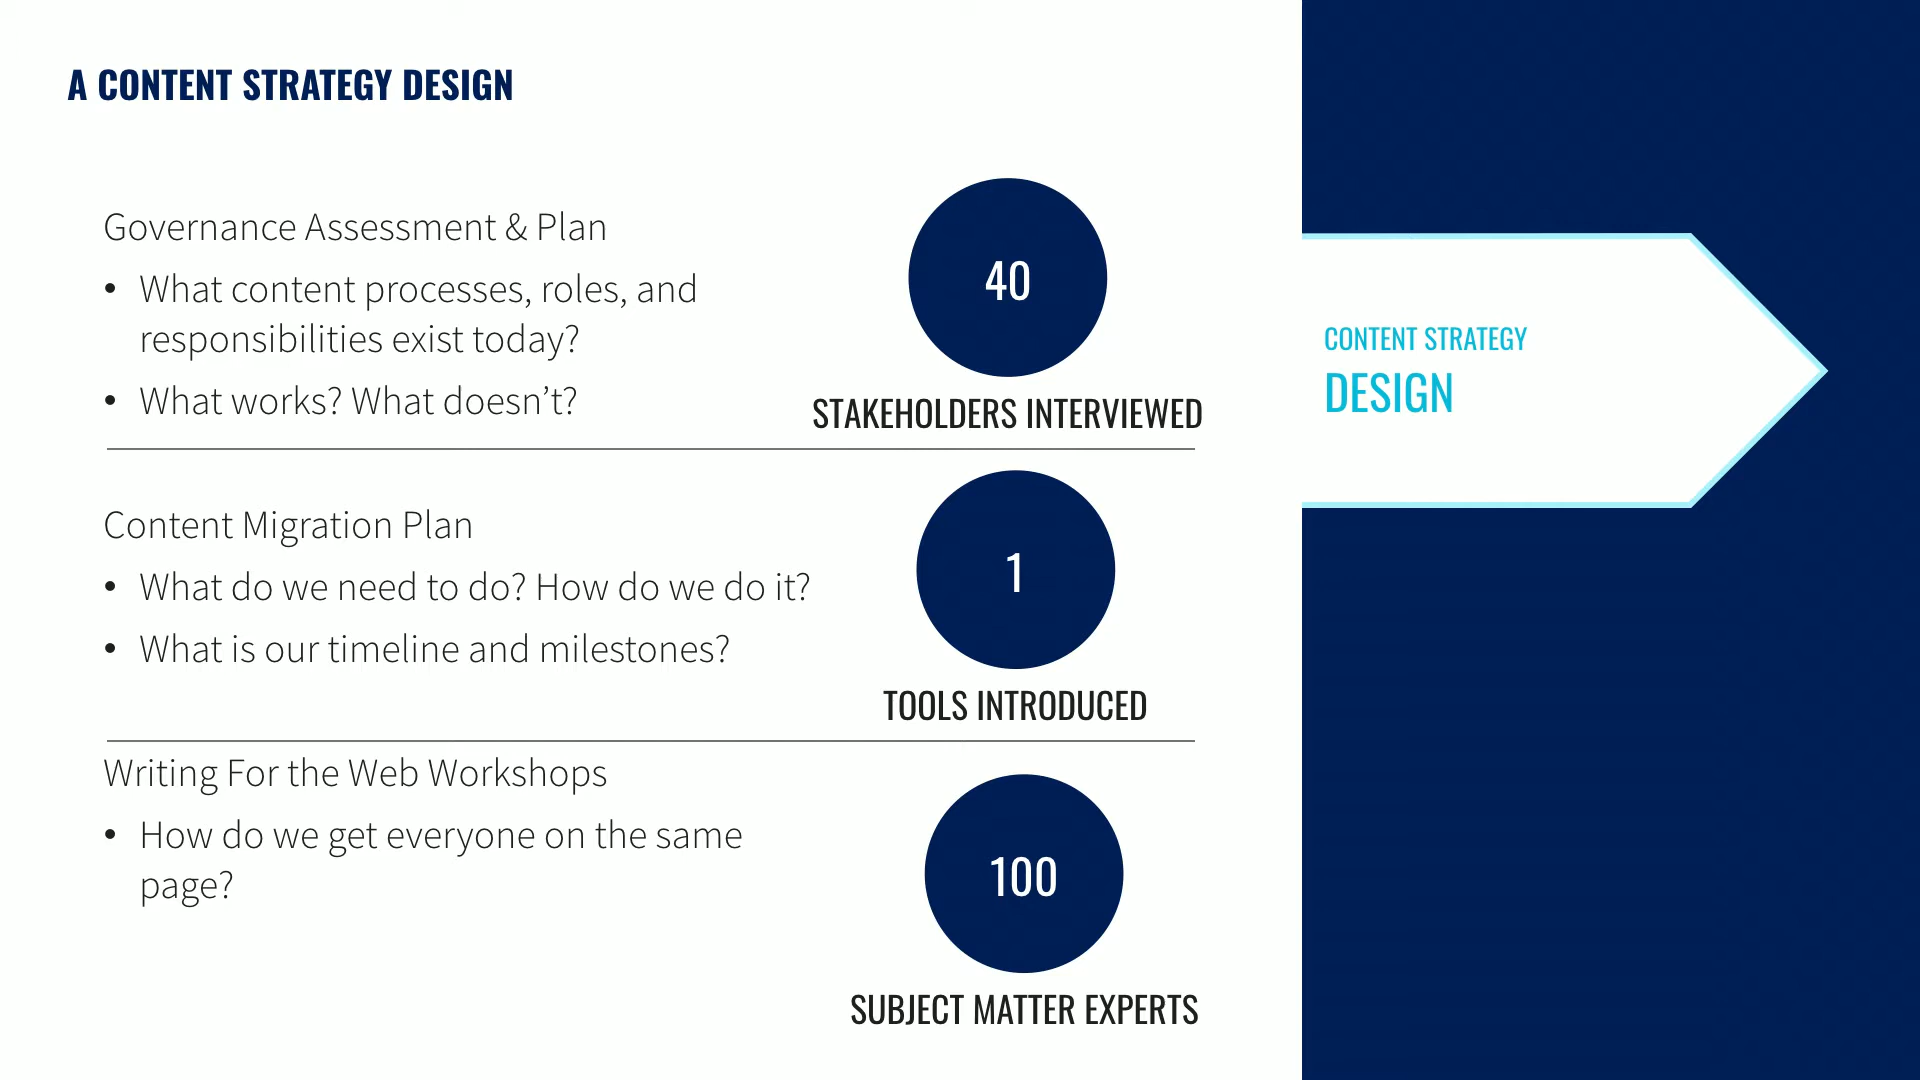 A CONTENT STRATEGY DESIGN
Governance Assessment & Plan
• What content processes, roles, and
responsibilities exist today?
• What works? What doesn’t?
40
STAKEHOLDERS INTERVIEWED
Content Migration Plan
• What do we need to do? How do we do it?
• What is our timeline and milestones?
1
TOOLS INTRODUCED
Writing For the Web Workshops
• How do we get everyone on the same
page?
100
SUBJECT MATTER EXPERTS
CONTENT STRATEGY
DESIGN